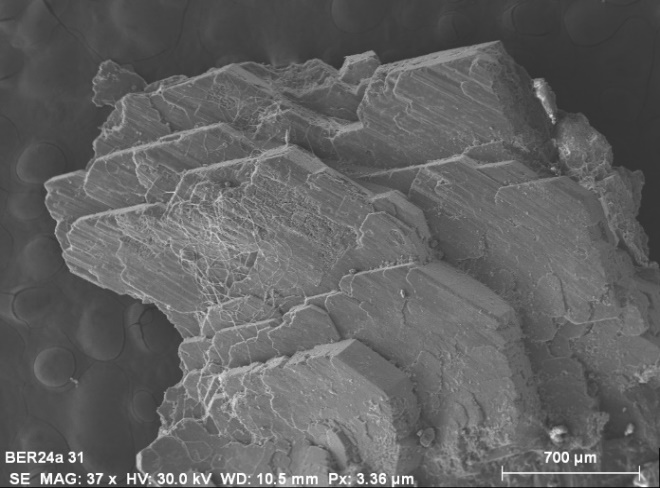 BER24a 31
700 µm
SE MAG: 37 x HV: 30.0 kV WD: 10.5 mm Px: 3.36 µm